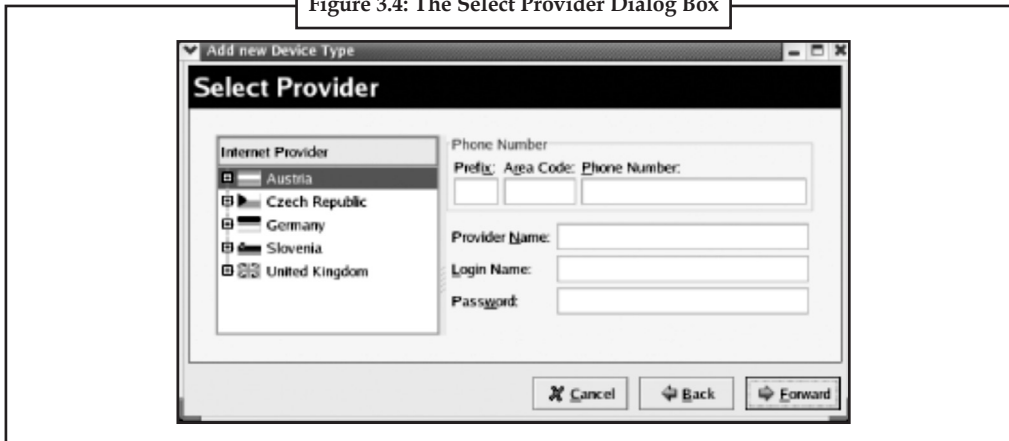 Figure 3.4: The Select Provider Dialog Box
Add new Device Type
Select Provider
Internet Provider
Austria
Czech Republic
Germany
Slovenia
United Kingdom
Phone Number
Prefix: Area Code: Phone Number:
Provider Name:
Login Name:
Password:
Cancel
Back
Forward